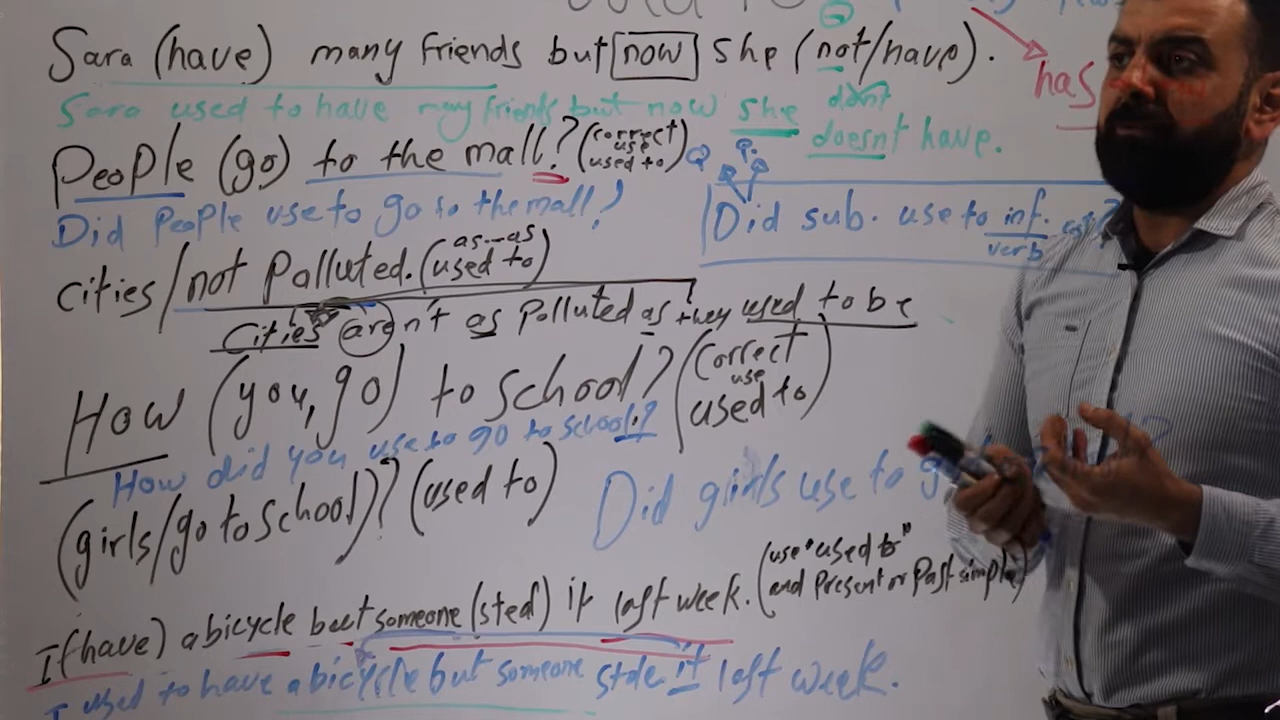 Sara (have) many friends but now she (not/have).
has
Sara used to have many friends but now she dont doesnt have.
People (go) to the mall? (correct use used to)
Q P.
Did People use to go to the mall?
Did sub. use to inf. verb ?
cities/not Polluted. (as--as used to)
Cities aren't as Polluted as they used to be
How (you, go) to school? (correct use used to)
How did you use to go to school?
(girls/go to school)? (used to)
Did girls use to
I (have) a bicycle but someone (steal) it last week. (use "used to" and Present or Past simple)
I used to have a bicycle but someone stole it last week.